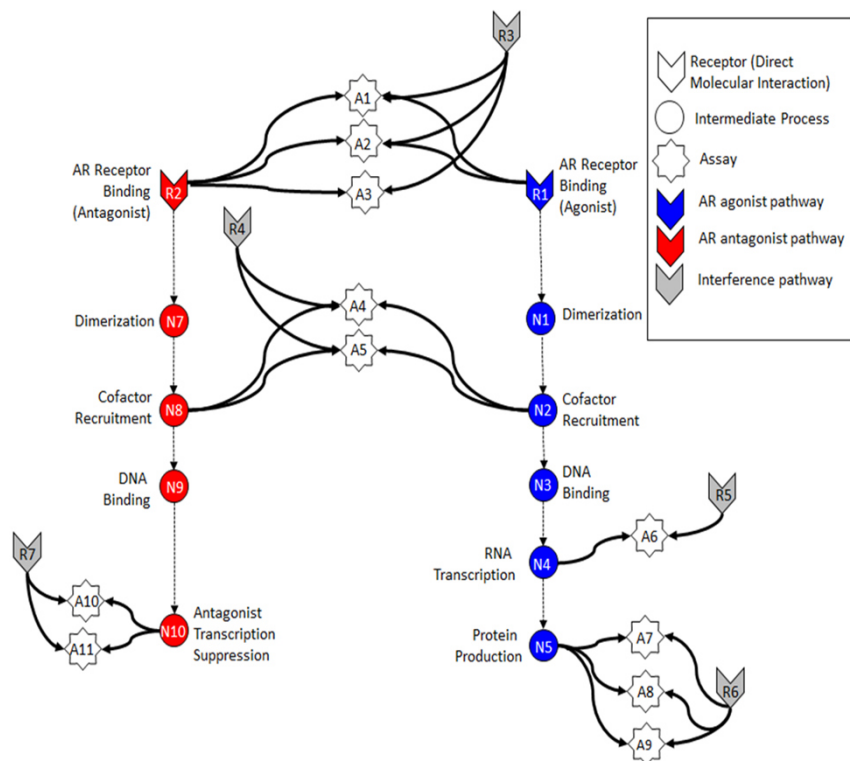 R3
Receptor (Direct
Molecular Interaction)
Intermediate Process
Assay
AR agonist pathway
AR antagonist pathway
Interference pathway
A1
A2
A3
AR Receptor
Binding
(Antagonist)
R2
R1
AR Receptor
Binding
(Agonist)
R4
A4
A5
Dimerization
N7
N1
Dimerization
Cofactor
Recruitment
N8
N2
Cofactor
Recruitment
DNA
Binding
N9
N3
DNA
Binding
R5
A6
RNA
Transcription
N4
R7
A10
A11
N10
Antagonist
Transcription
Suppression
Protein
Production
N5
A7
A8
A9
R6